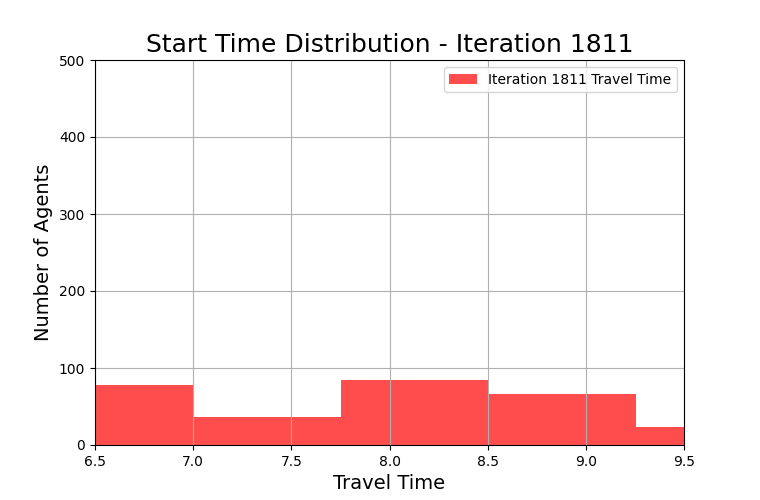 Start Time Distribution - Iteration 1811
500
400
300
200
100
0
Number of Agents
Iteration 1811 Travel Time
6.5 7.0 7.5 8.0 8.5 9.0 9.5
Travel Time